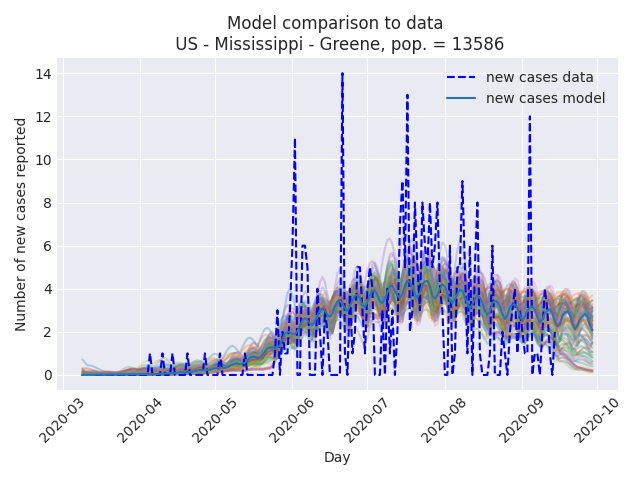 Model comparison to data
US - Mississippi - Greene, pop. = 13586
new cases data
new cases model
Number of new cases reported
14
12
10
8
6
4
2
0
2020-03
2020-04
2020-05
2020-06
2020-07
2020-08
2020-09
2020-10
Day